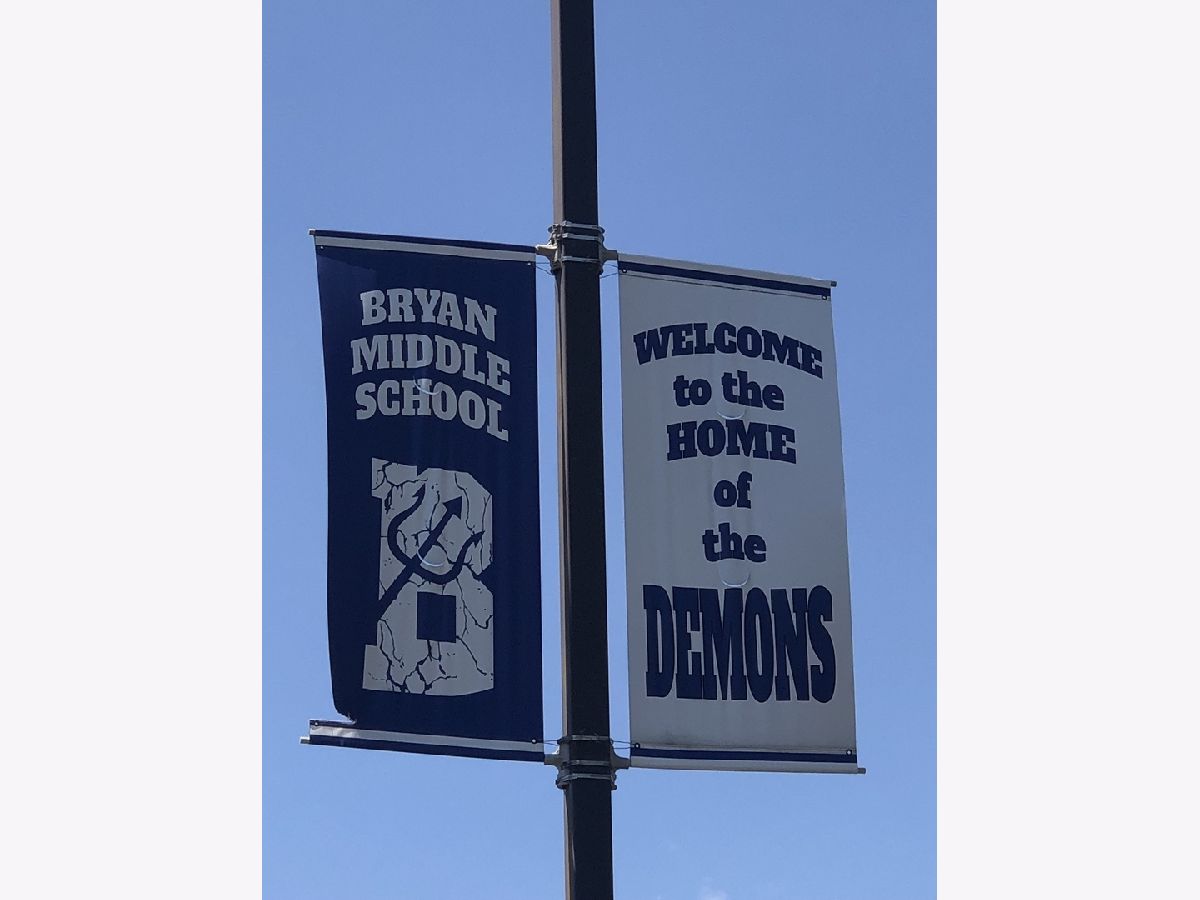 BRYAN
MIDDLE
SCHOOL
B
WELCOME
to the
HOME
of
the
DEMONS